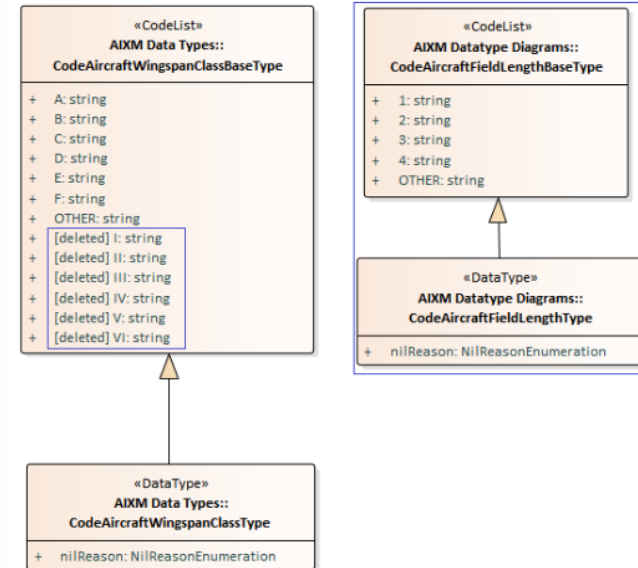 «CodeList»
AIXM Data Types::
CodeAircraftWingspanClassBaseType
+ A: string
+ B: string
+ C: string
+ D: string
+ E: string
+ F: string
+ OTHER: string
+ [deleted] I: string
+ [deleted] II: string
+ [deleted] III: string
+ [deleted] IV: string
+ [deleted] V: string
+ [deleted] VI: string
«DataType»
AIXM Data Types::
CodeAircraftWingspanClassType
+ nilReason: NilReasonEnumeration
«CodeList»
AIXM Datatype Diagrams::
CodeAircraftFieldLengthBaseType
+ 1: string
+ 2: string
+ 3: string
+ 4: string
+ OTHER: string
«DataType»
AIXM Datatype Diagrams::
CodeAircraftFieldLengthType
+ nilReason: NilReasonEnumeration